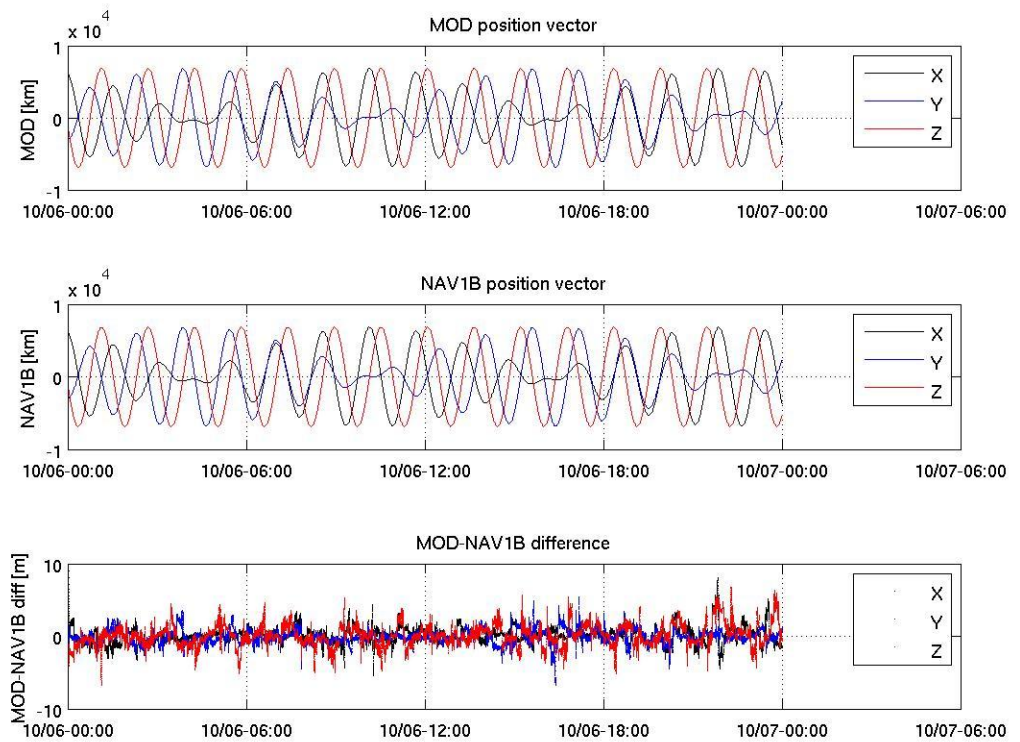 MOD position vector
x 10 4
MOD [km]
1
0
-1
X
Y
Z
10/06-00:00 10/06-06:00 10/06-12:00 10/06-18:00 10/07-00:00 10/07-06:00
NAV1B position vector
x 10 4
NAV1B [km]
1
0
-1
X
Y
Z
10/06-00:00 10/06-06:00 10/06-12:00 10/06-18:00 10/07-00:00 10/07-06:00
MOD-NAV1B difference
MOD-NAV1B diff [m]
10
0
-10
X
Y
Z
10/06-00:00 10/06-06:00 10/06-12:00 10/06-18:00 10/07-00:00 10/07-06:00